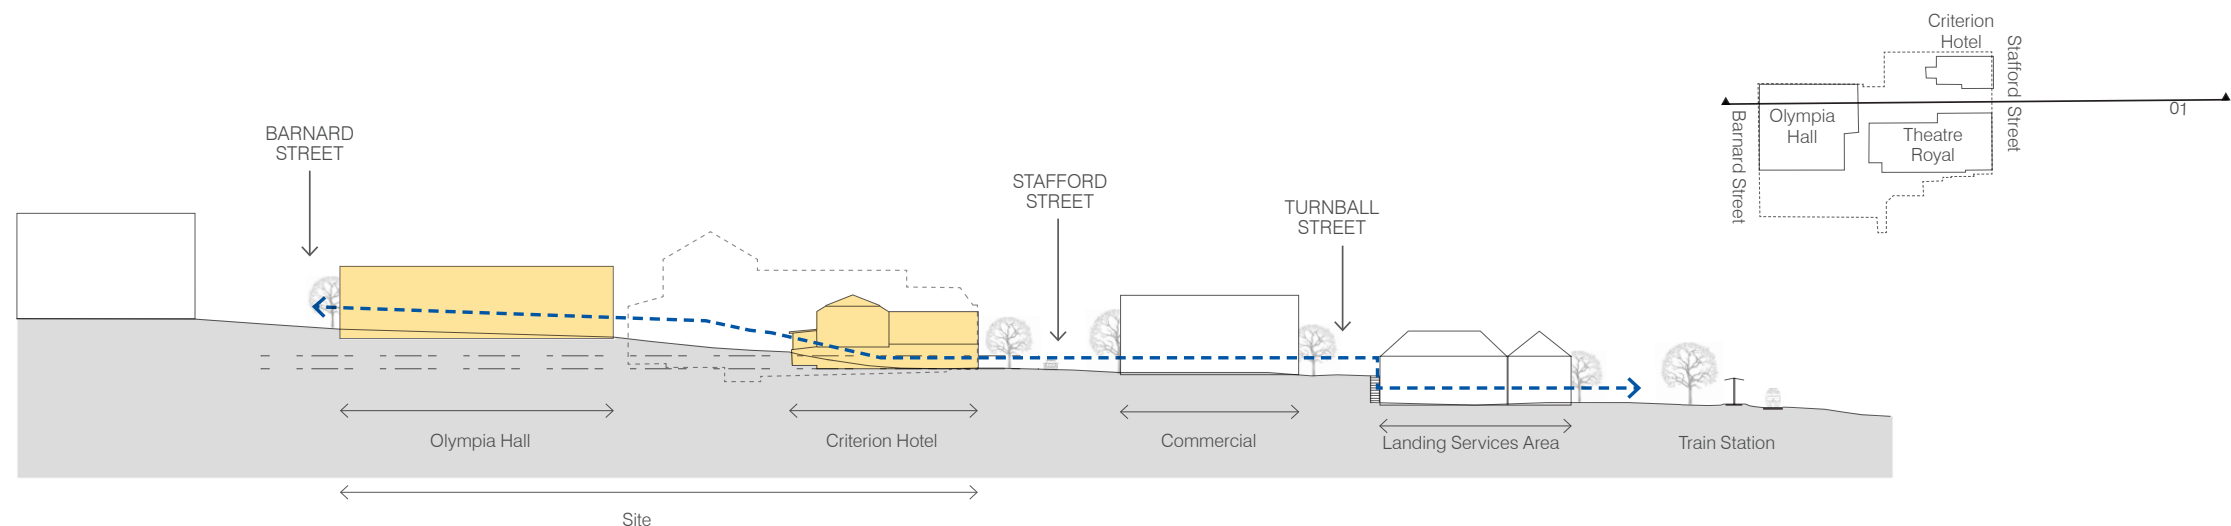 BARNARD
STREET
STAFFORD
STREET
TURNBALL
STREET
Olympia Hall
Criterion Hotel
Commercial
Landing Services Area
Train Station
Site
Criterion
Hotel
Stafford Street
01
Olympia
Hall
Theatre
Royal
Barnard Street